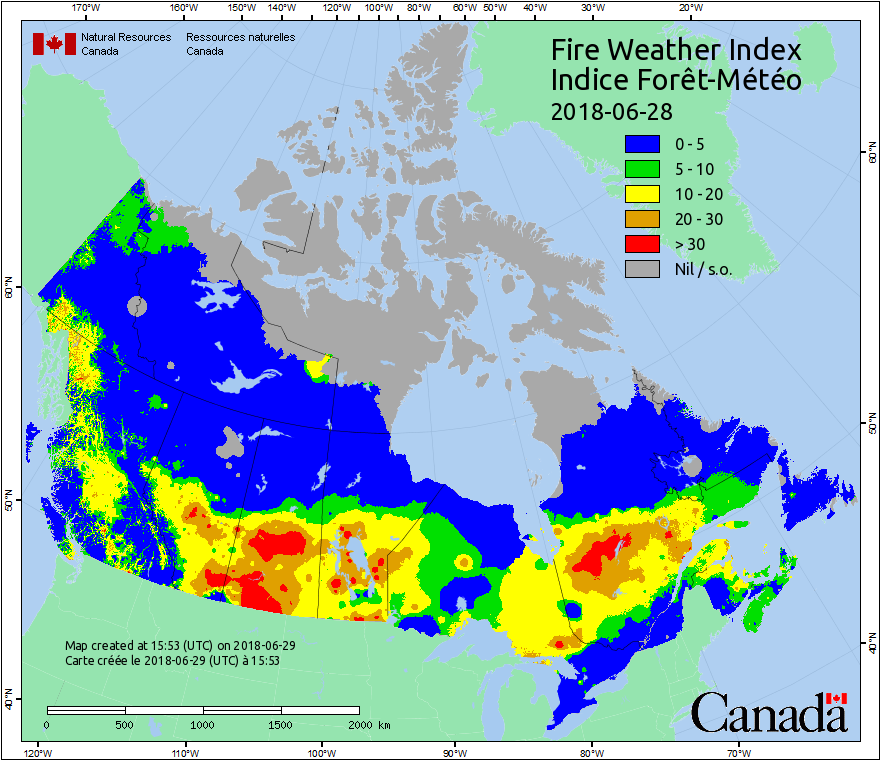 170°W 160°W 150°W 140°W 130°W 120°W 110°W 100°W 90°W 80°W 70°W 60°W 50°W 40°W 30°W 20°W
Natural Resources Canada
Ressources naturelles Canada
Fire Weather Index
Indice Forêt-Météo
2018-06-28
0 - 5
5 - 10
10 - 20
20 - 30
> 30
Nil / s.o.
60°N
50°N
40°N
60°N
50°N
40°N
Map created at 15:53 (UTC) on 2018-06-29
Carte créée le 2018-06-29 (UTC) à 15:53
0 500 1000 1500 2000 km
Canada
120°W 110°W 100°W 90°W 80°W 70°W